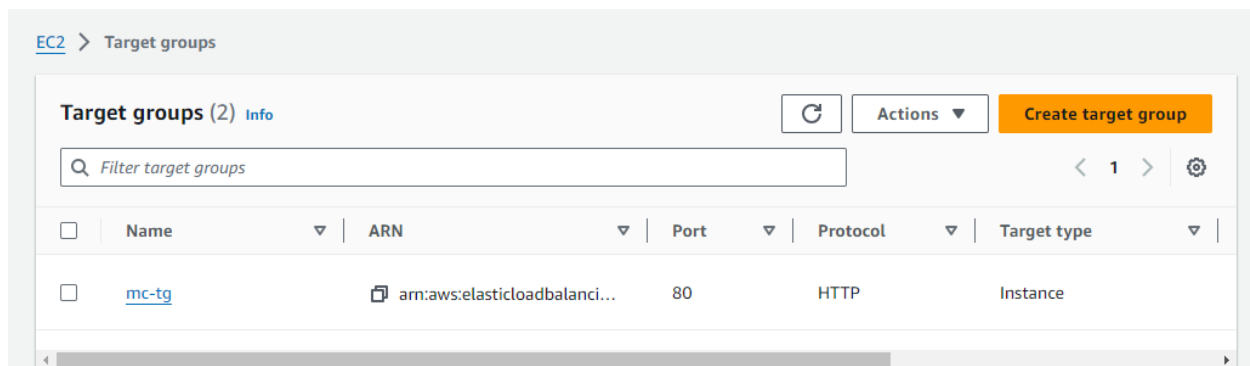 EC2 > Target groups
Target groups (2) Info
Actions
Create target group
Filter target groups
1
Name ARN Port Protocol Target type
mc-tg arn:aws:elasticloadbalanci... 80 HTTP Instance